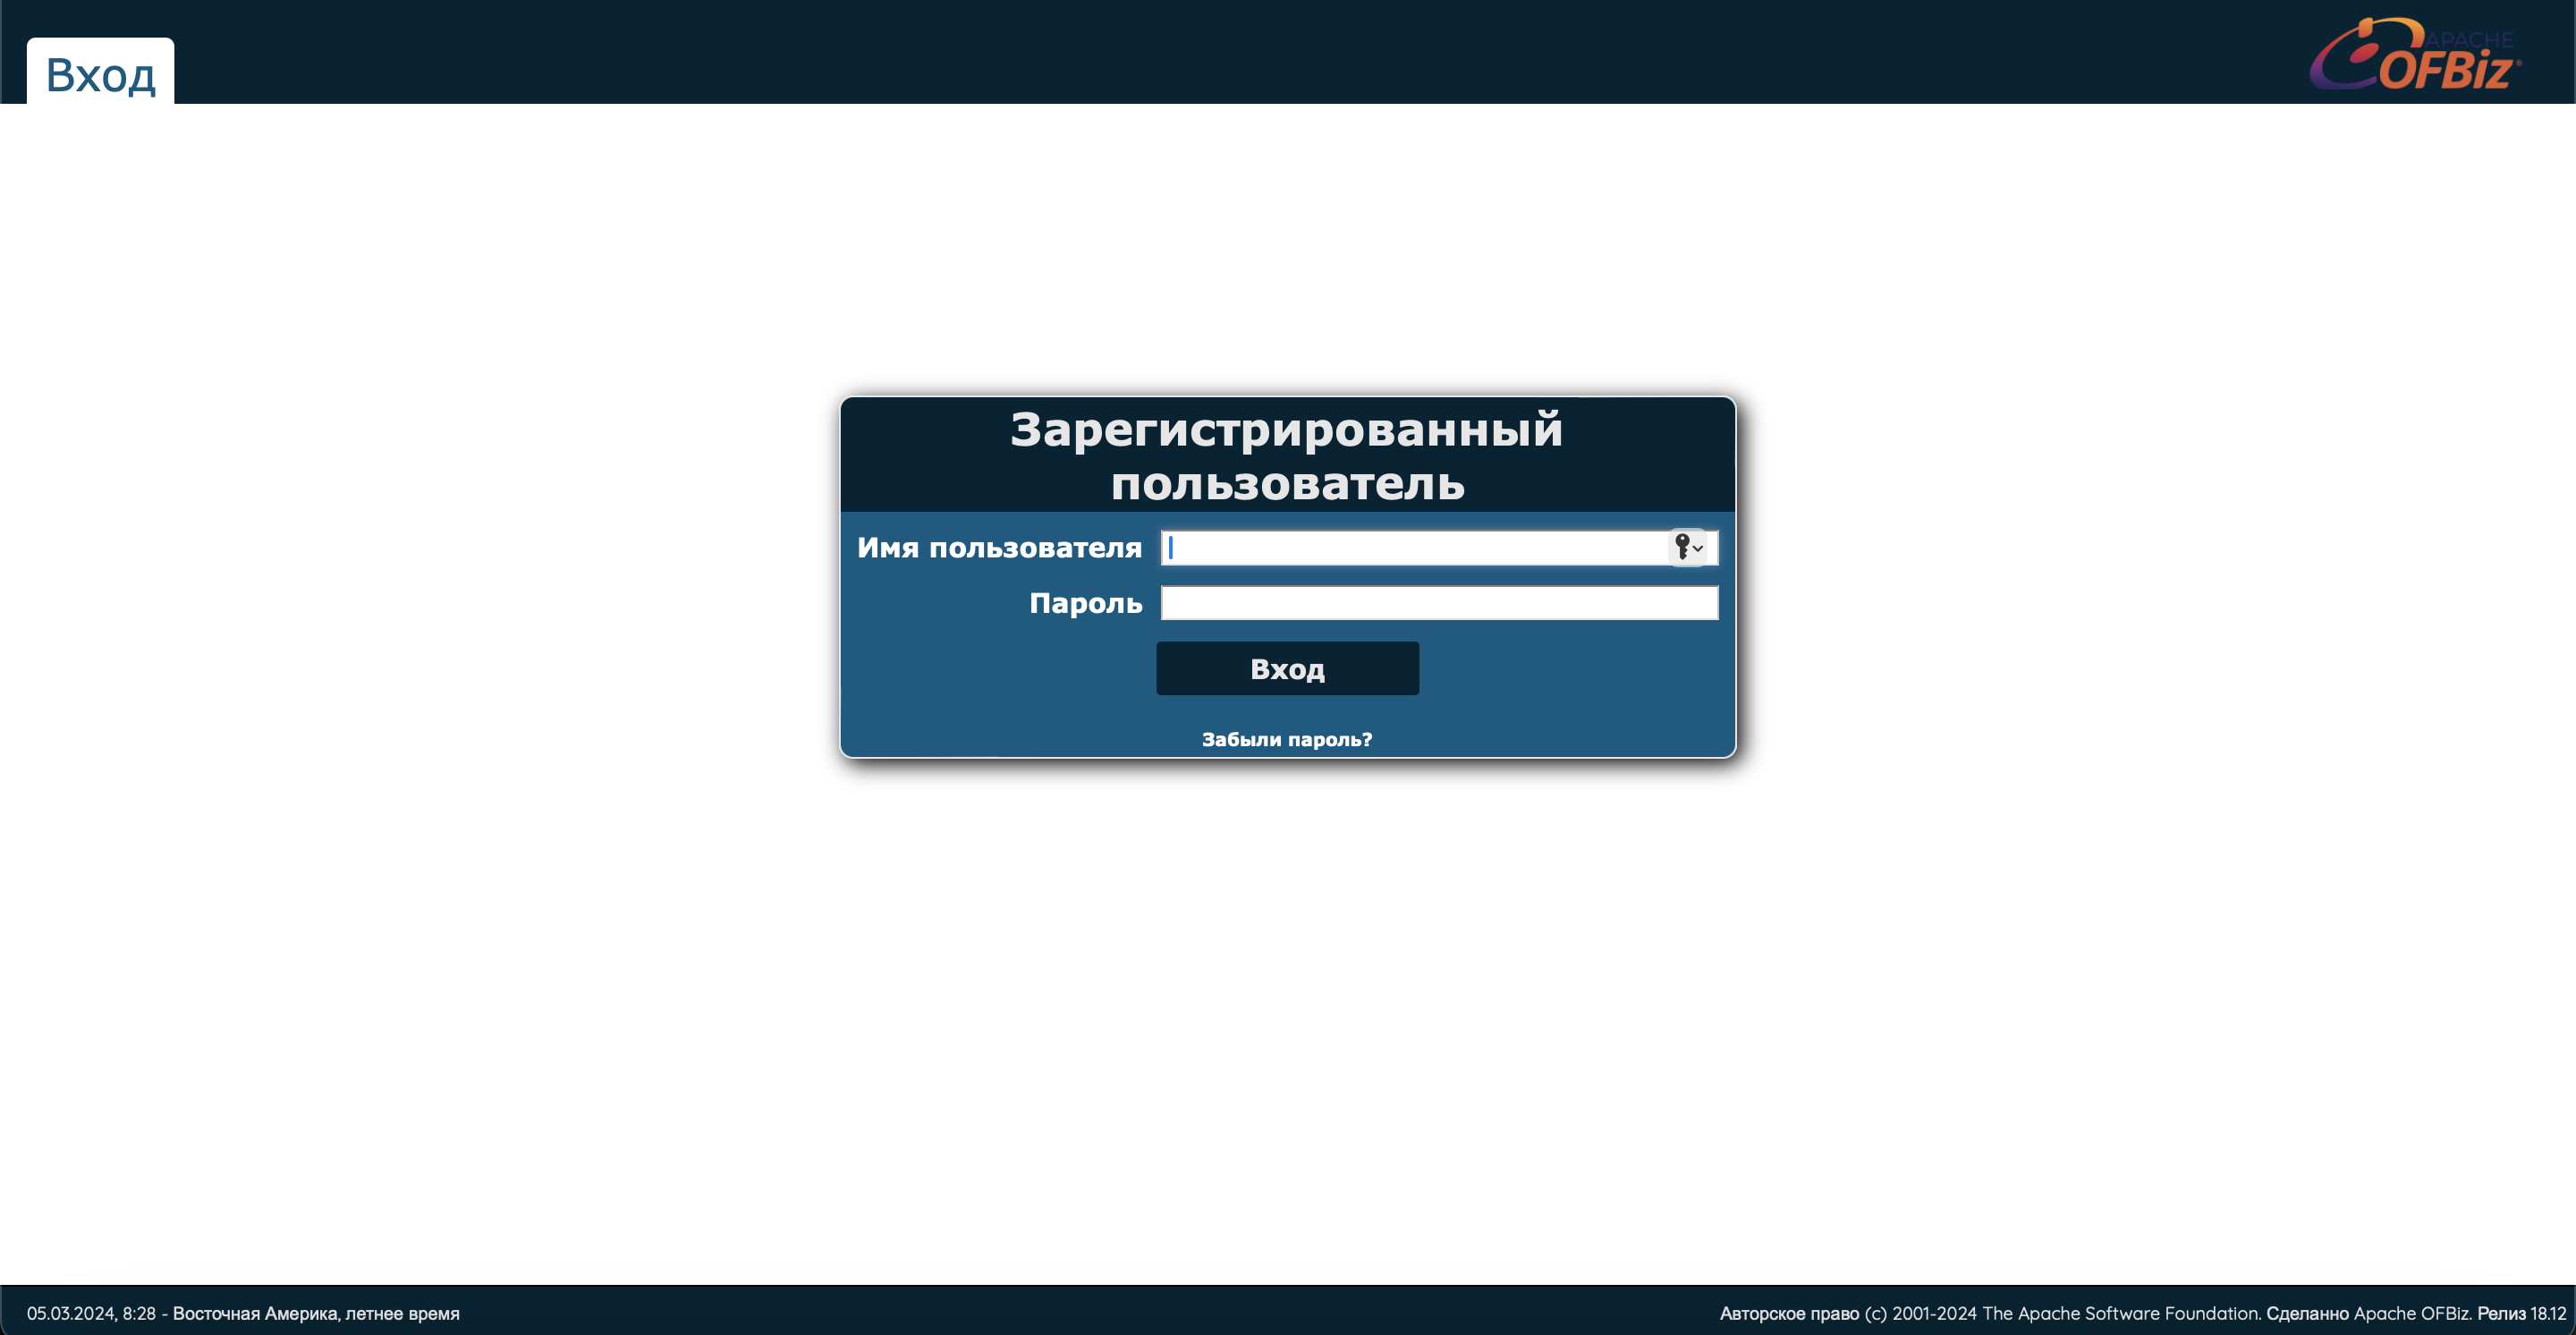 Вход
APACHE
OFBiz®
Зарегистрированный
пользователь
Имя пользователя
Пароль
Вход
Забыли пароль?
05.03.2024, 8:28 - Восточная Америка, летнее время
Авторское право (c) 2001-2024 The Apache Software Foundation. Сделанно Apache OFBiz. Релиз 18.12